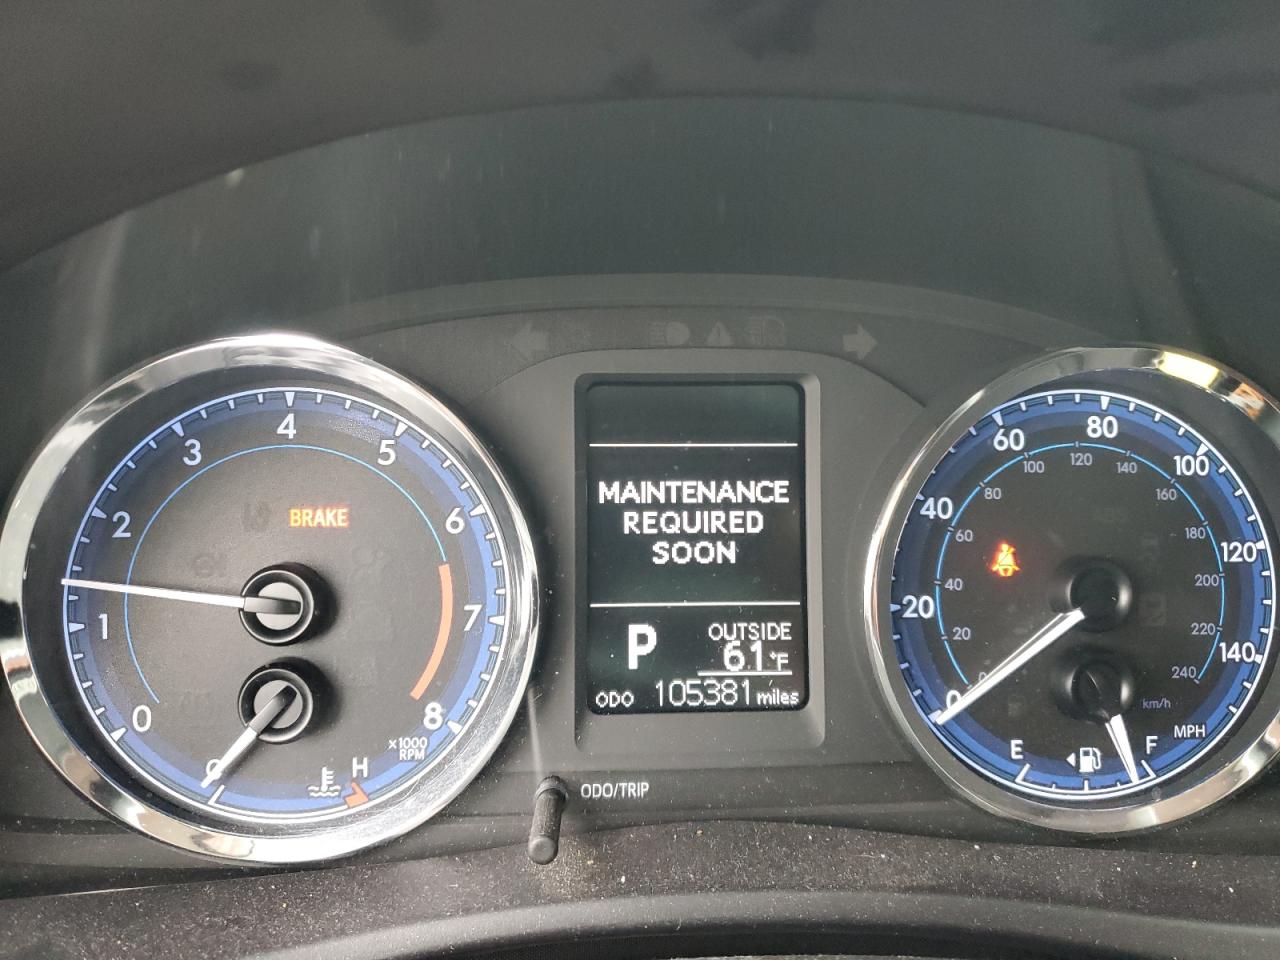 0
1
2
3
4
5
6
7
8
BRAKE
x1000
RPM
C
H
MAINTENANCE
REQUIRED
SOON
P
OUTSIDE
61°F
ODO 105381 miles
ODO/TRIP
0
20
40
60
80
100
120
140
0
20
40
60
80
100
120
140
160
180
200
220
240
km/h
MPH
E
F